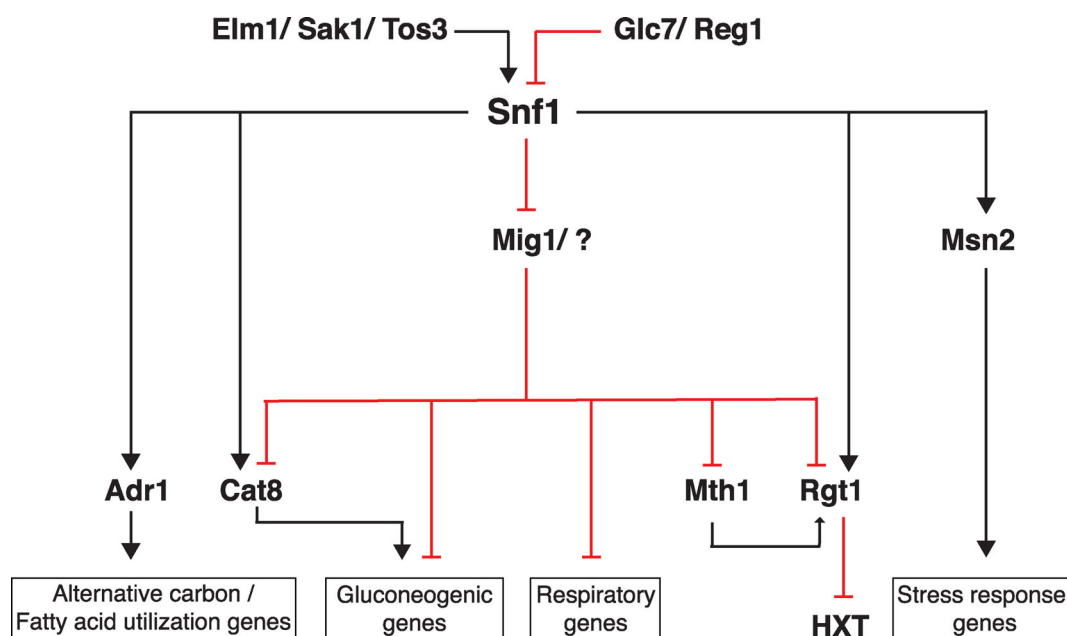 Elm1/ Sak1/ Tos3
Glc7/ Reg1
Snf1
Mig1/ ?
Msn2
Adr1
Cat8
Mth1
Rgt1
Alternative carbon /
Fatty acid utilization genes
Gluconeogenic
genes
Respiratory
genes
HXT
Stress response
genes